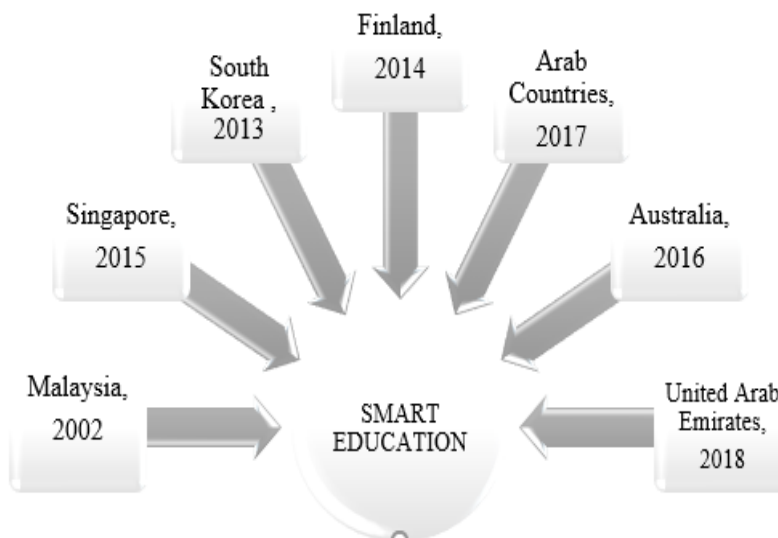 Finland,
2014
South
Korea ,
2013
Arab
Countries,
2017
Singapore,
2015
Australia,
2016
Malaysia,
2002
United Arab
Emirates,
2018
SMART
EDUCATION